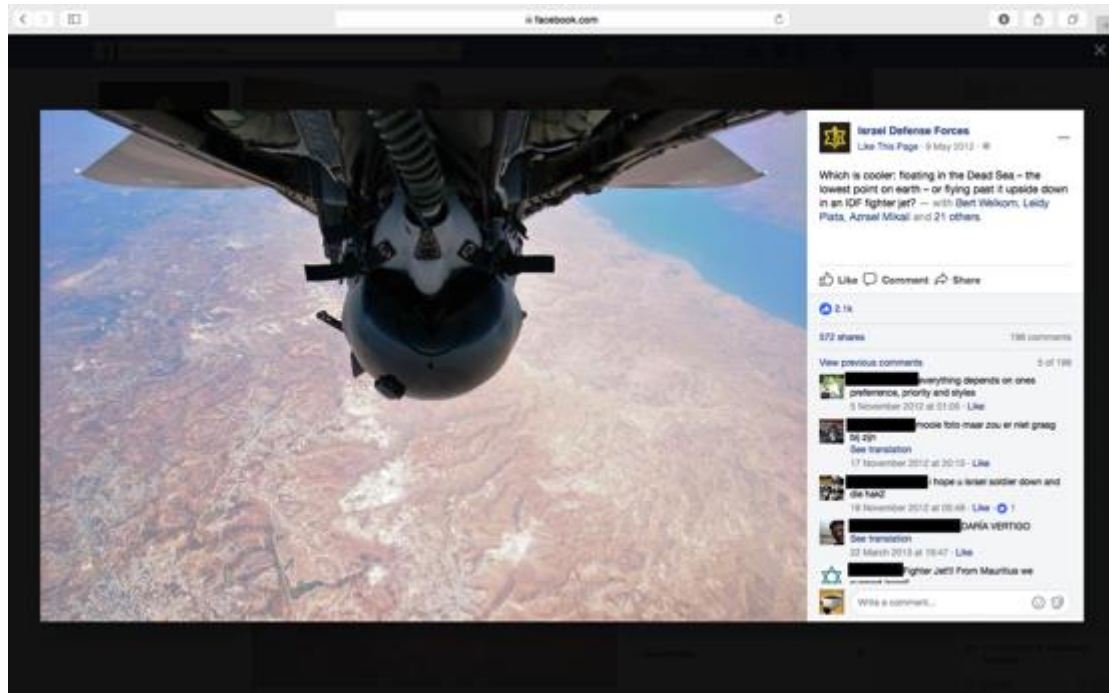 facebook.com
Israel Defense Forces
Like This Page · 9 May 2012 ·
Which is cooler: floating in the Dead Sea – the
lowest point on earth – or flying past it upside down
in an IDF fighter jet? — with Bert Welkom, Leidy
Plata, Azrael Mikail and 21 others.
Like Comment Share
2.1k
572 shares 198 comments
View previous comments 5 of 198
everything depends on ones
preferrence, priority and styles
5 November 2012 at 01:05 · Like
mooie foto maar zou er niet graag
bij zijn
See translation
17 November 2012 at 20:13 · Like
i hope u israel soldier down and
die hak2
18 November 2012 at 05:48 · Like · 1
DARÍA VERTIGO
See translation
22 March 2013 at 19:47 · Like
Fighter Jet!! From Mauritius we
Write a comment...